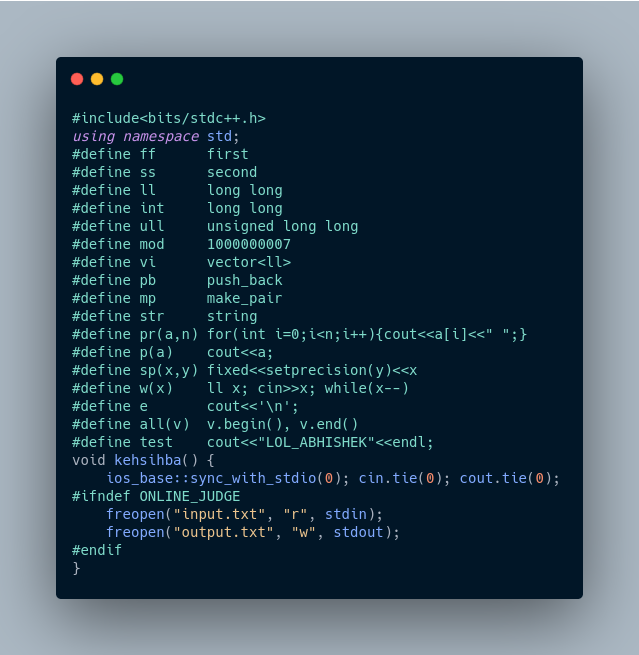 #include<bits/stdc++.h>
using namespace std;
#define ff      first
#define ss      second
#define ll      long long
#define int     long long
#define ull     unsigned long long
#define mod     1000000007
#define vi      vector<ll>
#define pb      push_back
#define mp      make_pair
#define str     string
#define pr(a,n) for(int i=0;i<n;i++){cout<<a[i]<<" ";}
#define p(a)    cout<<a;
#define sp(x,y) fixed<<setprecision(y)<<x
#define w(x)    ll x; cin>>x; while(x--)
#define e       cout<<'\n';
#define all(v)  v.begin(), v.end()
#define test    cout<<"LOL_ABHISHEK"<<endl;
void kehsihba() {
    ios_base::sync_with_stdio(0); cin.tie(0); cout.tie(0);
#ifndef ONLINE_JUDGE
    freopen("input.txt", "r", stdin);
    freopen("output.txt", "w", stdout);
#endif
}